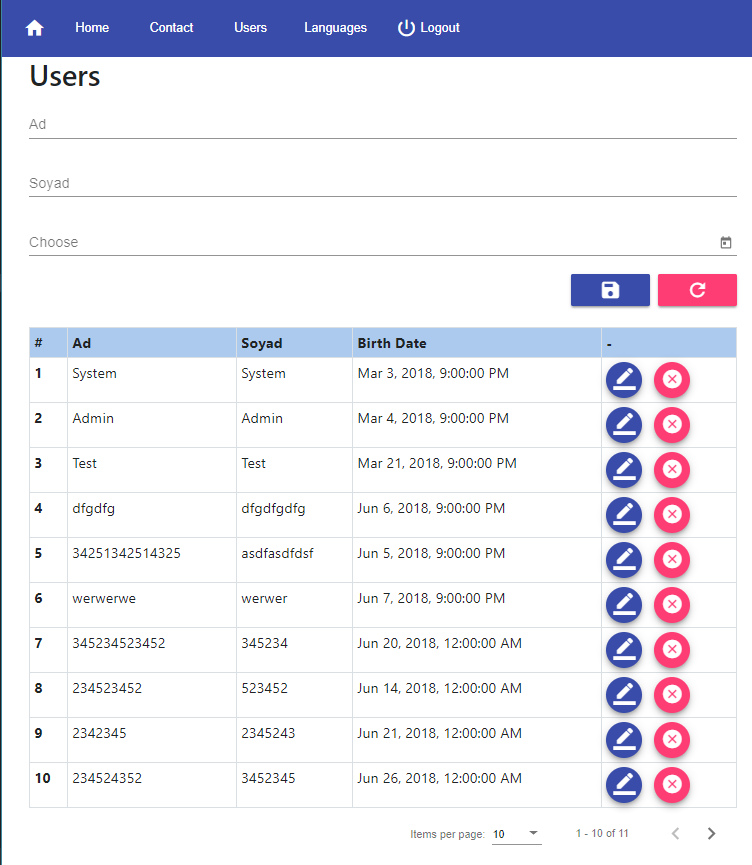 Home Contact Users Languages Logout
Users
Ad
Soyad
Choose
# Ad Soyad Birth Date -
1 System System Mar 3, 2018, 9:00:00 PM
2 Admin Admin Mar 4, 2018, 9:00:00 PM
3 Test Test Mar 21, 2018, 9:00:00 PM
4 dfgdfg dfgdfgdfg Jun 6, 2018, 9:00:00 PM
5 34251342514325 asdfasdfdsf Jun 5, 2018, 9:00:00 PM
6 werwerwe werwer Jun 7, 2018, 9:00:00 PM
7 345234523452 345234 Jun 20, 2018, 12:00:00 AM
8 234523452 523452 Jun 14, 2018, 12:00:00 AM
9 2342345 2345243 Jun 21, 2018, 12:00:00 AM
10 234524352 3452345 Jun 26, 2018, 12:00:00 AM
Items per page: 10 1 - 10 of 11